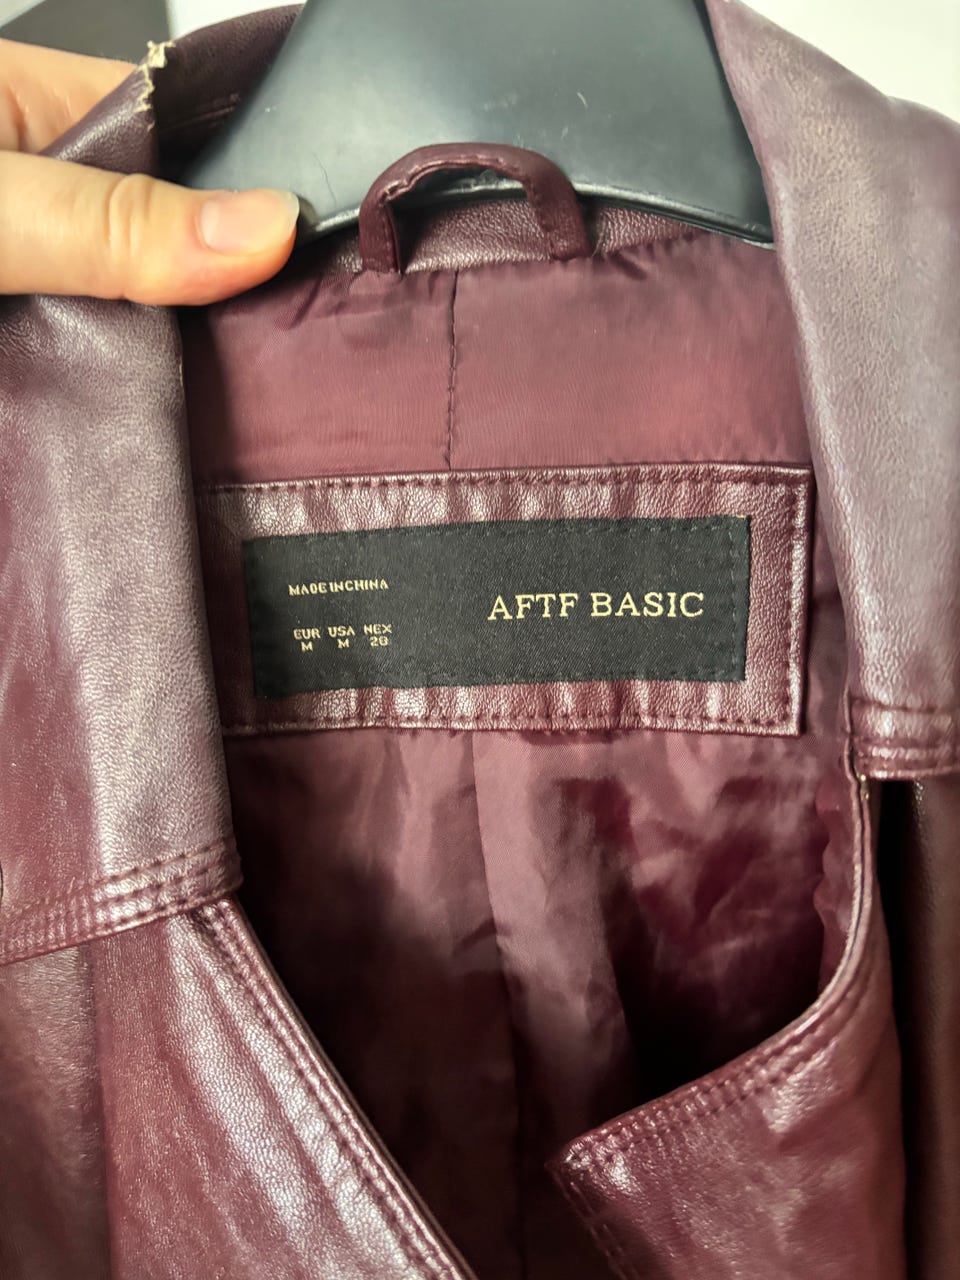 MADE IN CHINA
EUR USA MEX
M M 28
AFTF BASIC